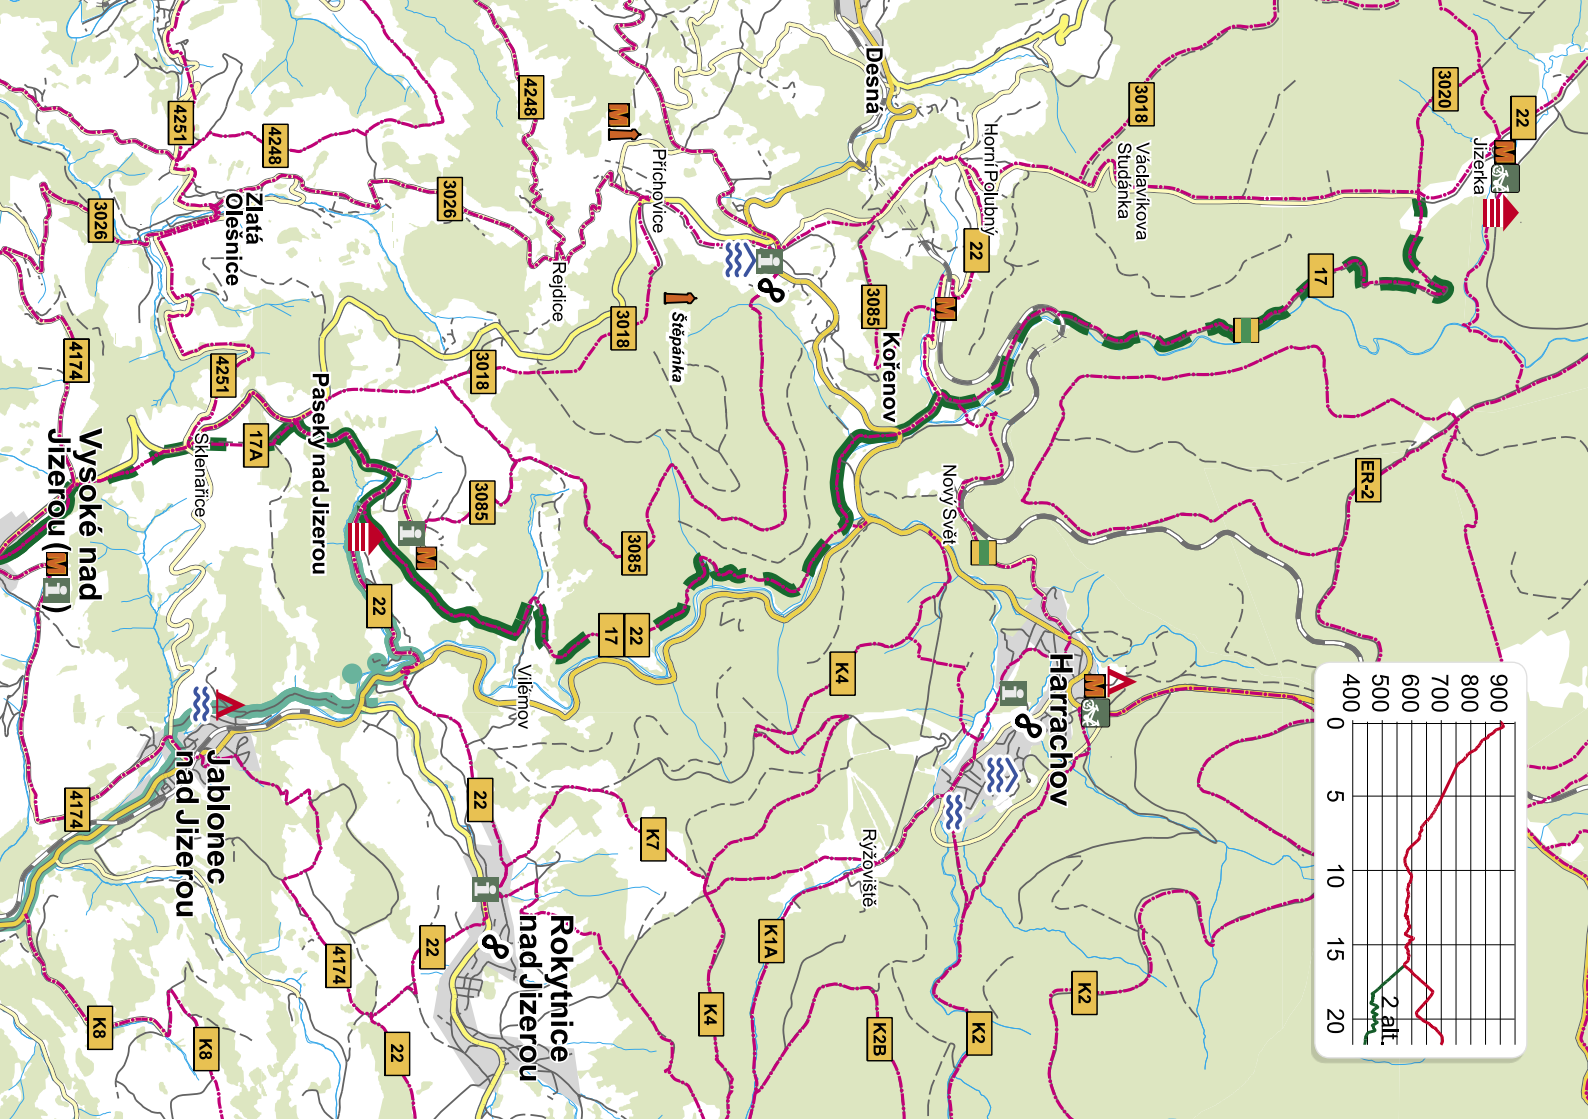 Desná
Horní Polubný
Václavíkova
Studánka
Jizerka
Příchovice
Zlatá
Olešnice
Rejdice
Štěpánka
Kořenov
Paseky nad Jizerou
Sklenařice
Vysoké nad
Jizerou (M i)
Nový Svět
Harrachov
Vilémov
Jablonec
nad Jizerou
Rýžoviště
Rokytnice
nad Jizerou
4251
4248
4248
3026
3026
4174
4251
3018
3018
3018
3020
22
22
17
3085
3085
3085
17A
22
17
22
ER-2
K4
22
K7
4174
22
4174
22
K8
K8
K4
K1A
K2B
K2
K2
M
M
M
M
M
i
i
i
i
900
800
700
600
500
400
0
5
10
15
20
2 alt.